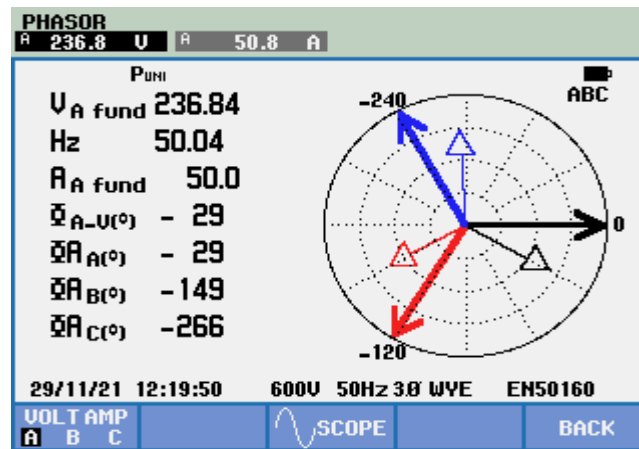 PHASOR
A 236.8 V A 50.8 A
PUNI
VA fund 236.84
Hz 50.04
AA fund 50.0
ΦA-V(°) - 29
ΦAA(°) - 29
ΦAB(°) -149
ΦAC(°) -266
ABC
-240
0
-120
29/11/21 12:19:50 600V 50Hz 3Ø WYE EN50160
VOLT AMP
A B C
SCOPE
BACK